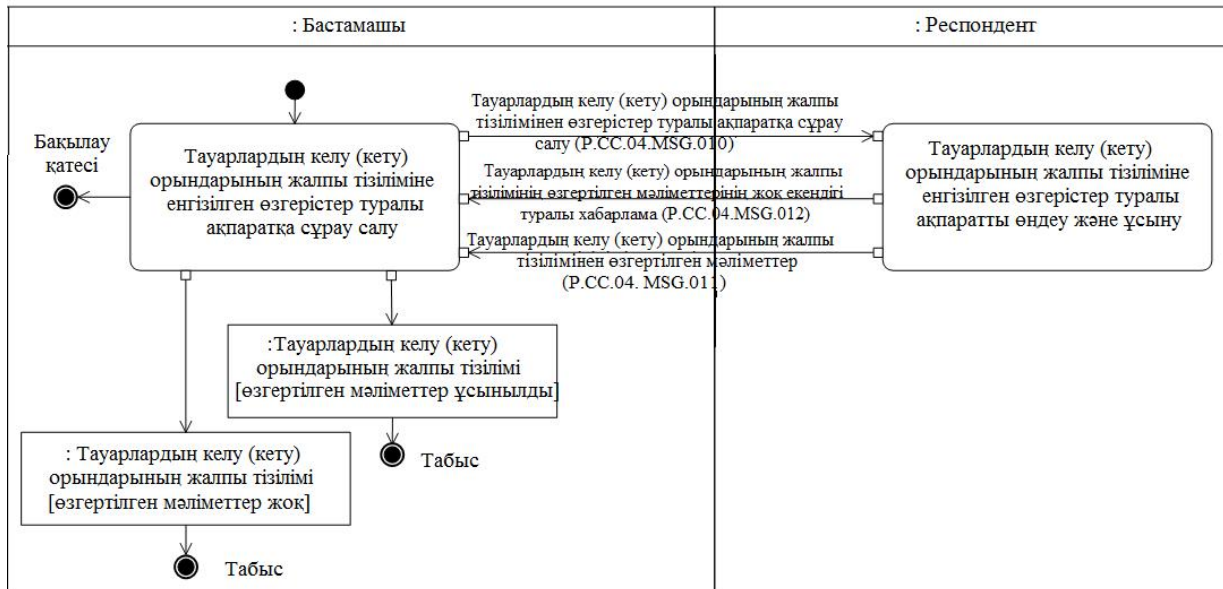 : Бастамашы
: Респондент
Бақылау
қатесі
Тауарлардың келу (кету)
орындарының жалпы тізіліміне
енгізілген өзгерістер туралы
ақпаратқа сұрау салу
Тауарлардың келу (кету) орындарының жалпы
тізілімінен өзгерістер туралы ақпаратқа сұрау
салу (P.CC.04.MSG.010)
Тауарлардың келу (кету) орындарының жалпы
тізілімінің өзгертілген мәліметтерінің жоқ екендігі
туралы хабарлама (P.CC.04.MSG.012)
Тауарлардың келу (кету) орындарының жалпы
тізілімінен өзгертілген мәліметтер
(P.CC.04. MSG.011)
Тауарлардың келу (кету)
орындарының жалпы тізіліміне
енгізілген өзгерістер туралы
ақпаратты өңдеу және ұсыну
:Тауарлардың келу (кету)
орындарының жалпы тізілімі
[өзгертілген мәліметтер ұсынылды]
Табыс
: Тауарлардың келу (кету)
орындарының жалпы тізілімі
[өзгертілген мәліметтер жоқ]
Табыс